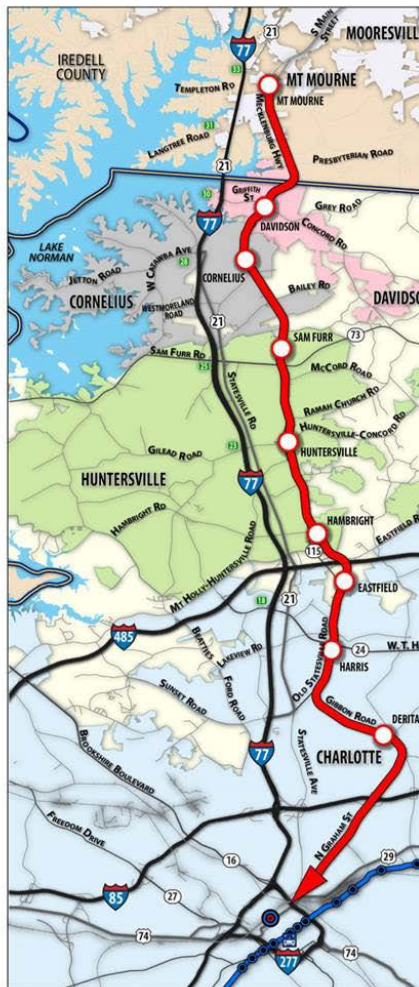 IREDELL
COUNTY
77
21
S MAIN
STREET
MOORESVIL
33
TEMPLETON RD
MT MOURNE
MT MOURNE
MECKLENBURG HWY
LANGTREE ROAD
31
21
PRESBYTERIAN ROAD
GRIFFITH
ST
30
77
GREY ROAD
DAVIDSON
CONCORD RD
LAKE
NORMAN
W CATAWBA AVE
28
CORNELIUS
JETTON ROAD
CORNELIUS
WESTMORELAND
ROAD
BAILEY RD
DAVIDS
21
SAM FURR
73
SAM FURR RD
25
MCCORD ROAD
STATESVILLE RD
RAMAH CHURCH RD
HUNTERSVILLE-CONCORD RD
GILEAD ROAD
23
HUNTERSVILLE
HUNTERSVILLE
77
HAMBRIGHT RD
MT HOLLY-HUNTERSVILLE ROAD
HAMBRIGHT
115
EASTFIELD R
EASTFIELD
18
21
485
BEATTIES
FORD ROAD
LAKEVIEW RD
OLD STATESVILLE ROAD
24
W. T. H
HARRIS
SUNSET ROAD
GIBBON ROAD
DERITA
77
STATESVILLE AVE
CHARLOTTE
BROOKSHIRE BOULEVARD
N GRAHAM ST
FREEDOM DRIVE
16
29
85
27
74
74
277